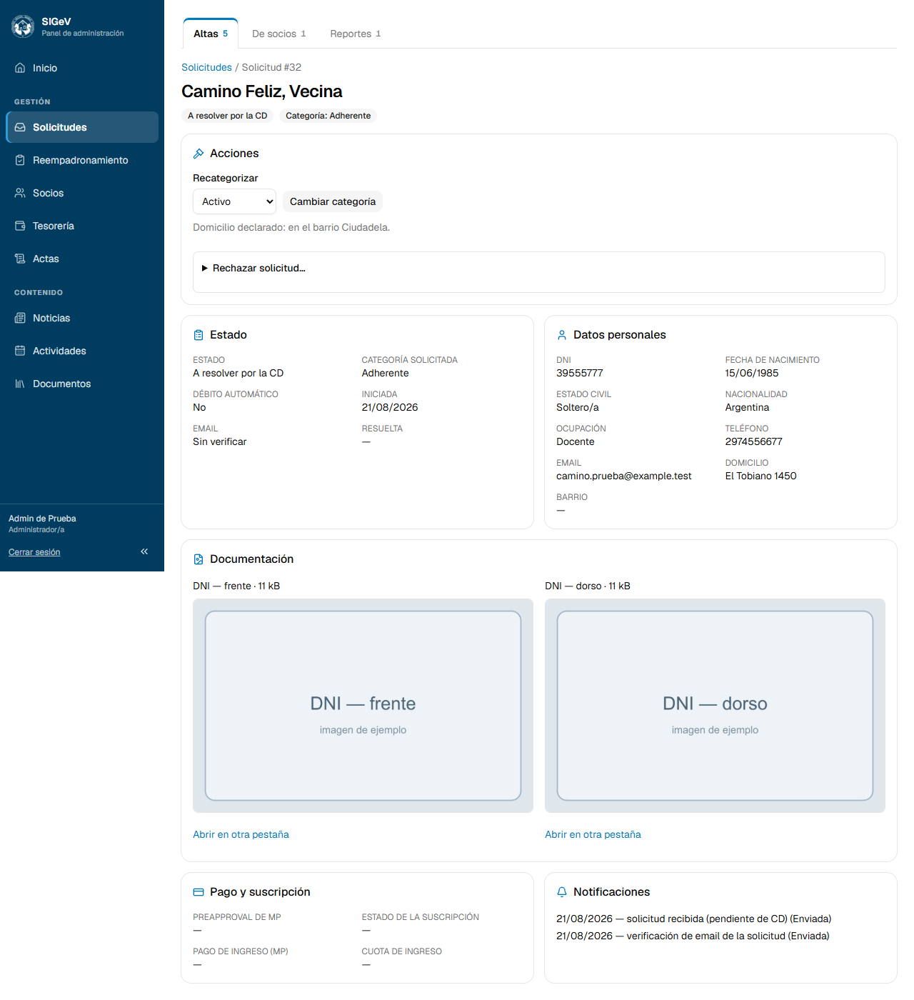 SIGeV
Panel de administración
Inicio
GESTIÓN
Solicitudes
Reempadronamiento
Socios
Tesorería
Actas
CONTENIDO
Noticias
Actividades
Documentos
Admin de Prueba
Administrador/a
Cerrar sesión
Altas 5
De socios 1
Reportes 1
Solicitudes / Solicitud #32
Camino Feliz, Vecina
A resolver por la CD
Categoría: Adherente
Acciones
Recategorizar
Activo
Cambiar categoría
Domicilio declarado: en el barrio Ciudadela.
Rechazar solicitud...
Estado
ESTADO
A resolver por la CD
CATEGORÍA SOLICITADA
Adherente
DÉBITO AUTOMÁTICO
No
INICIADA
21/08/2026
EMAIL
Sin verificar
RESUELTA
—
Datos personales
DNI
39555777
FECHA DE NACIMIENTO
15/06/1985
ESTADO CIVIL
Soltero/a
NACIONALIDAD
Argentina
OCUPACIÓN
Docente
TELÉFONO
2974556677
EMAIL
camino.prueba@example.test
DOMICILIO
El Tobiano 1450
BARRIO
—
Documentación
DNI — frente · 11 kB
DNI — frente
imagen de ejemplo
Abrir en otra pestaña
DNI — dorso · 11 kB
DNI — dorso
imagen de ejemplo
Abrir en otra pestaña
Pago y suscripción
PREAPPROVAL DE MP
—
ESTADO DE LA SUSCRIPCIÓN
—
PAGO DE INGRESO (MP)
—
CUOTA DE INGRESO
—
Notificaciones
21/08/2026 — solicitud recibida (pendiente de CD) (Enviada)
21/08/2026 — verificación de email de la solicitud (Enviada)